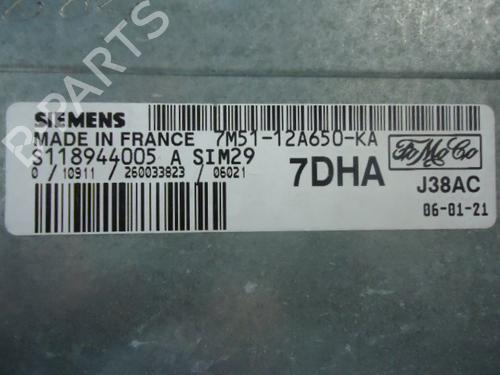 B-PARTS
SIEMENS
MADE IN FRANCE 7M51-12A650-KA
S118944005 A SIM29
0 / 10911 / 260033823 / 06021
7DHA
FoMoCo
J38AC
06-01-21